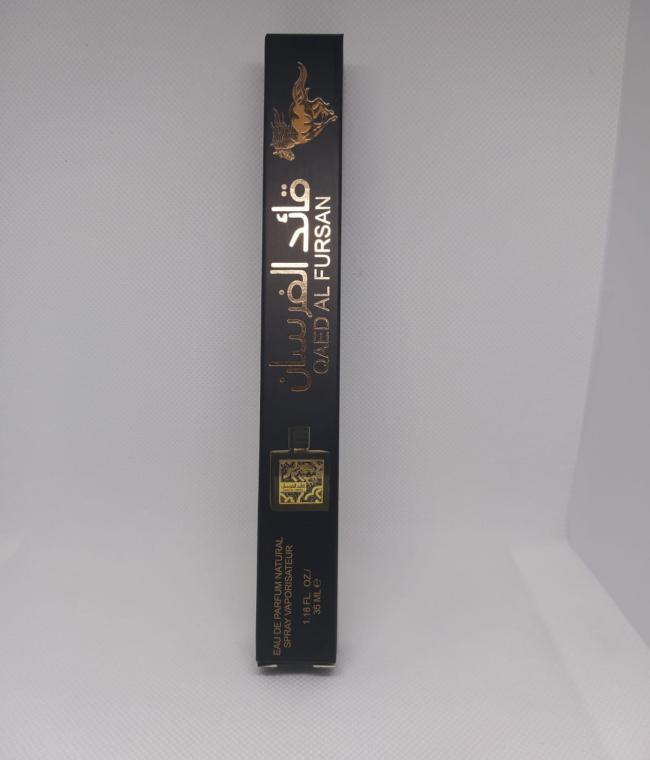 قائد الفرسان
QAED AL FURSAN
EAU DE PARFUM NATURAL
SPRAY VAPORISATEUR
1.18 FL. OZ./
35 ML ℮